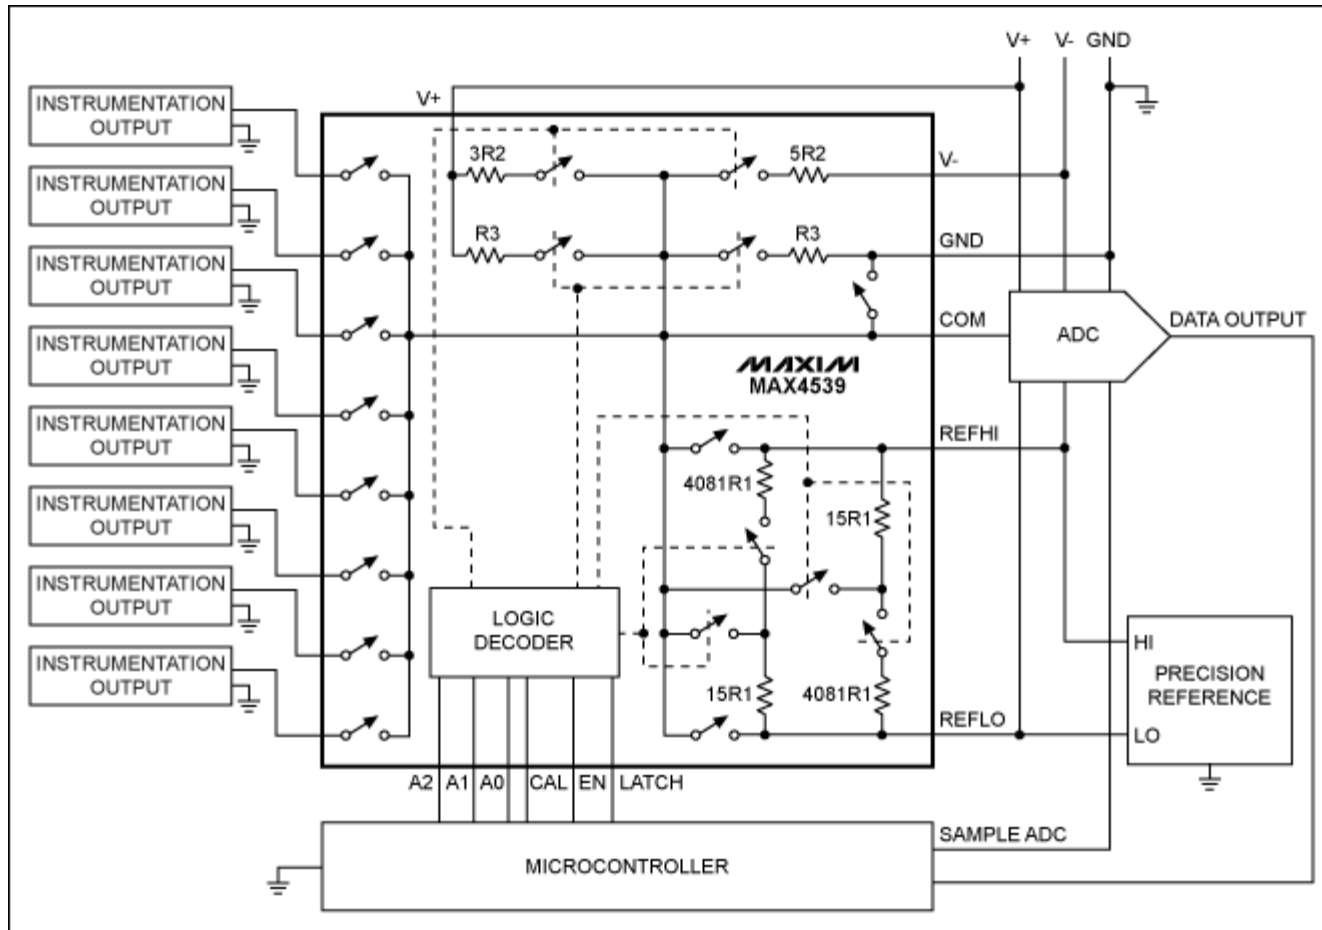 V+ V- GND
INSTRUMENTATION
OUTPUT
V+
3R2 5R2
V-
INSTRUMENTATION
OUTPUT
R3 R3
GND
INSTRUMENTATION
OUTPUT
COM
ADC
DATA OUTPUT
INSTRUMENTATION
OUTPUT
MAXIM
MAX4539
INSTRUMENTATION
OUTPUT
REFHI
4081R1
15R1
INSTRUMENTATION
OUTPUT
INSTRUMENTATION
OUTPUT
LOGIC
DECODER
HI
PRECISION
REFERENCE
LO
INSTRUMENTATION
OUTPUT
15R1 4081R1
REFLO
A2 A1 A0 CAL EN LATCH
SAMPLE ADC
MICROCONTROLLER